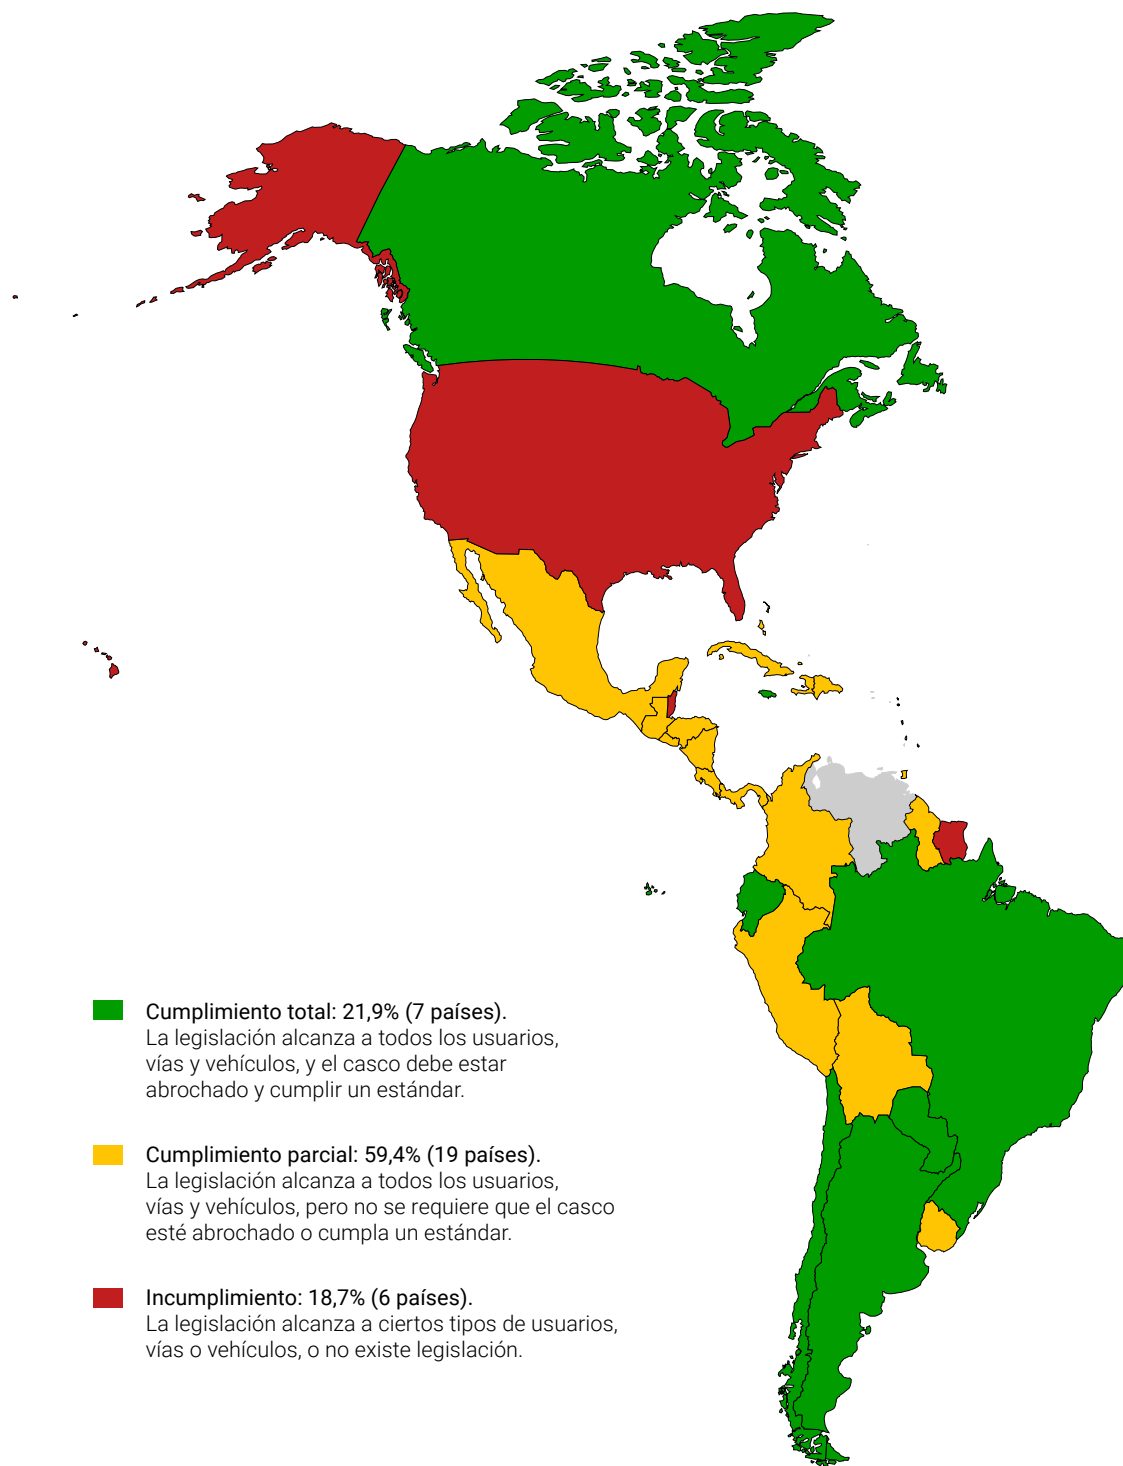 Cumplimiento total: 21,9% (7 países).
La legislación alcanza a todos los usuarios,
vías y vehículos, y el casco debe estar
abrochado y cumplir un estándar.
Cumplimiento parcial: 59,4% (19 países).
La legislación alcanza a todos los usuarios,
vías y vehículos, pero no se requiere que el casco
esté abrochado o cumpla un estándar.
Incumplimiento: 18,7% (6 países).
La legislación alcanza a ciertos tipos de usuarios,
vías o vehículos, o no existe legislación.